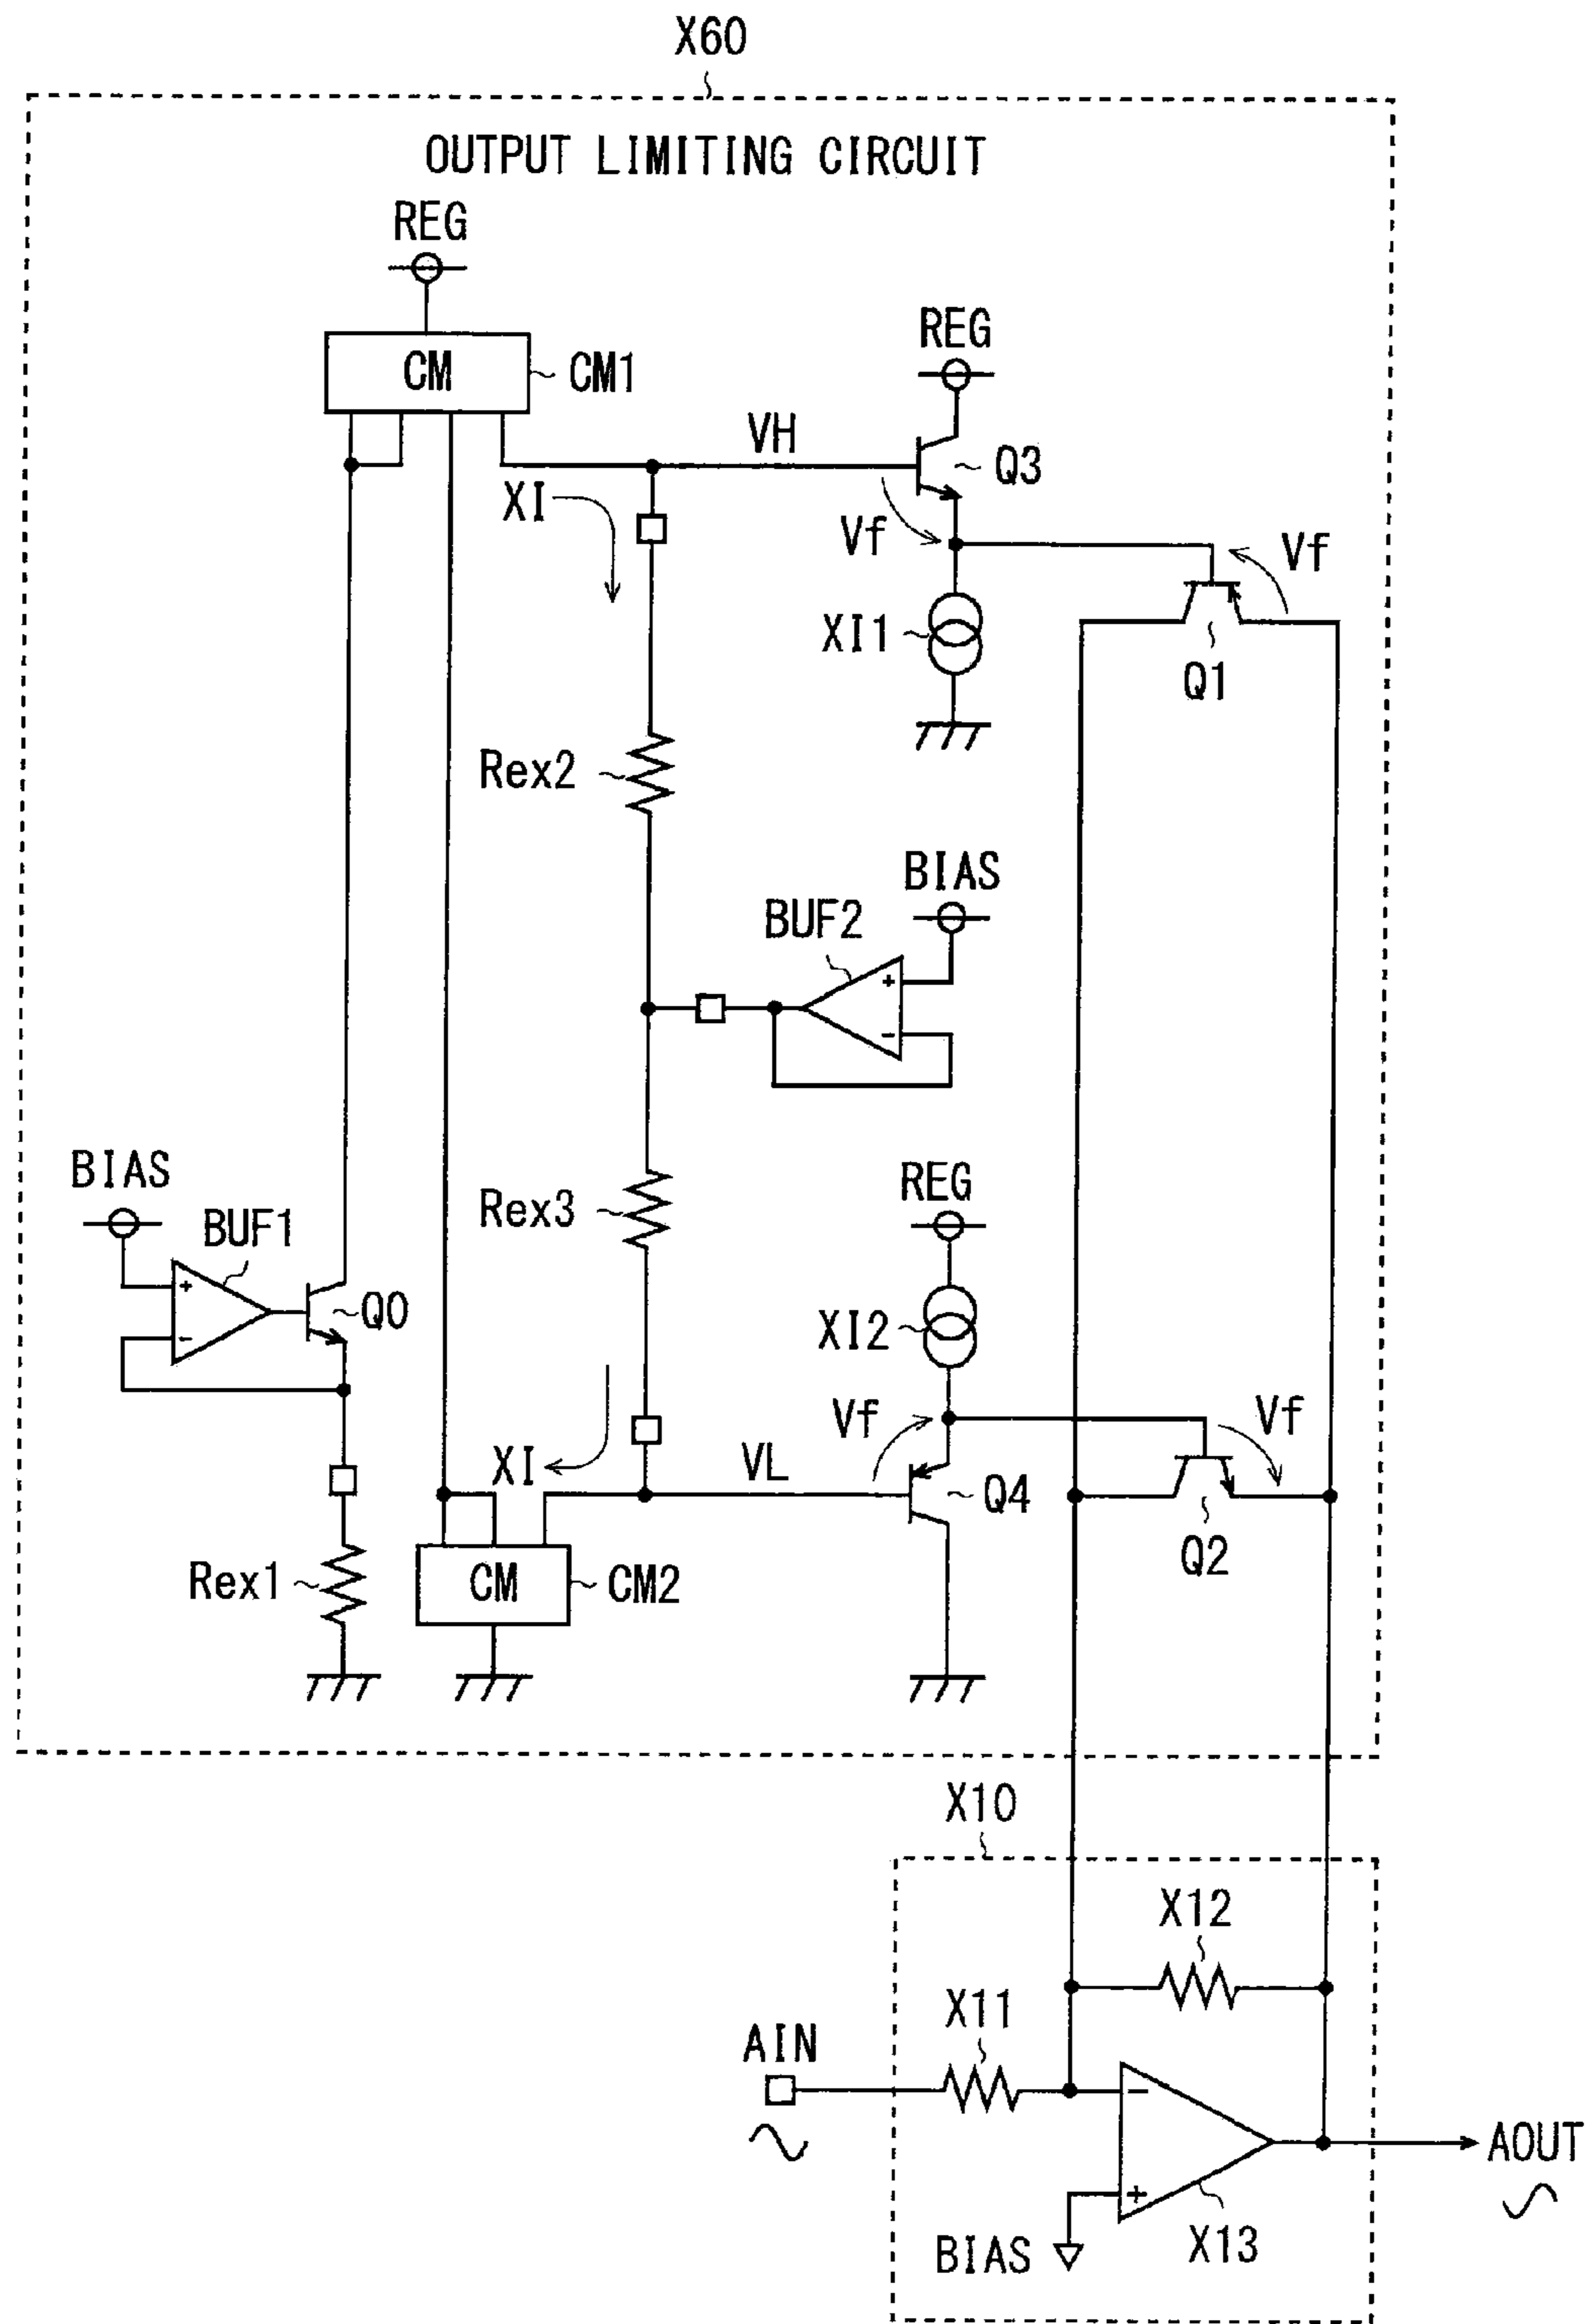 X60
OUTPUT LIMITING CIRCUIT
REG
CM
CM1
REG
VH
Q3
XI
Vf
Vf
XI1
Q1
Rex2
BIAS
BUF2
+
-
BIAS
BUF1
REG
Rex3
+
-
Q0
XI2
Vf
Vf
XI
VL
Q4
Q2
Rex1
CM
CM2
X10
X12
X11
AIN
-
AOUT
+
BIAS
X13